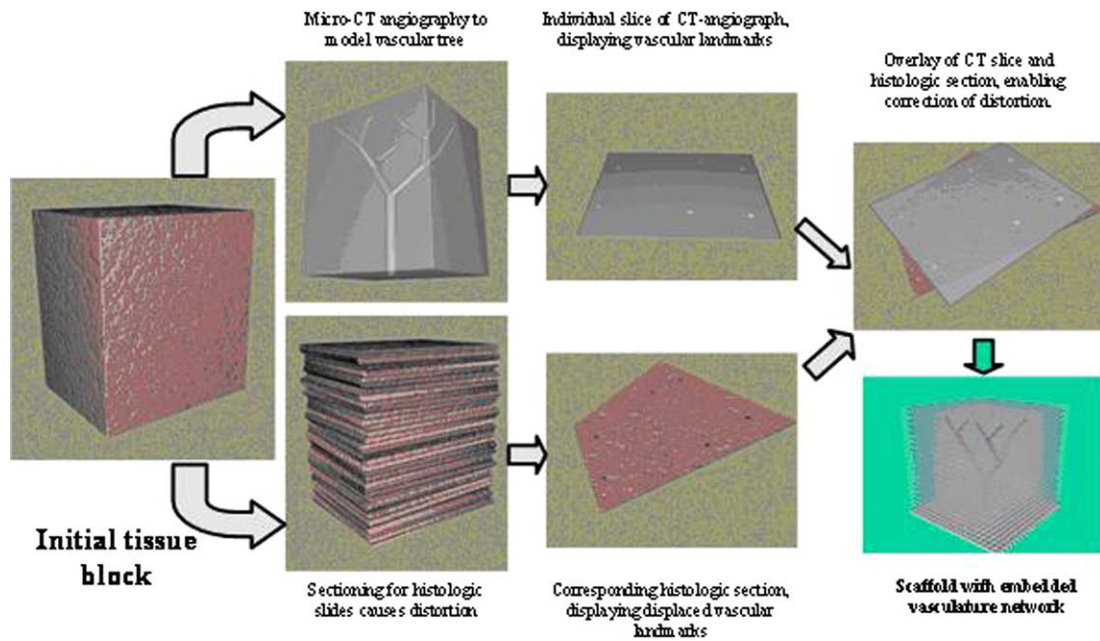 Micro-CT angiography to
model vascular tree
Individual slice of CT-angiograph,
displaying vascular landmarks
Overlay of CT slice and
histologic section, enabling
correction of distortion.
Initial tissue
block
Sectioning for histologic
slides causes distortion
Corresponding histologic section,
displaying displaced vascular
landmarks
Scaffold with embedded
vasculature network